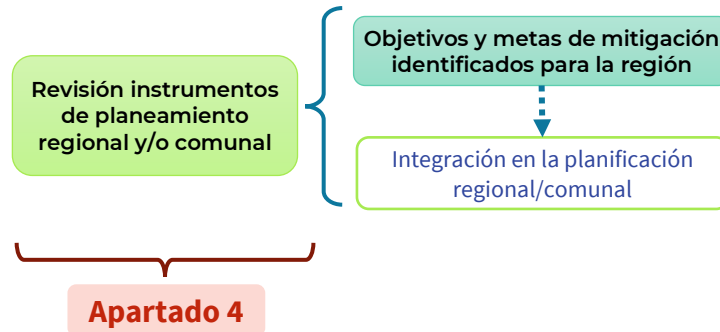 Revisión instrumentos
de planeamiento
regional y/o comunal
Objetivos y metas de mitigación
identificados para la región
Integración en la planificación
regional/comunal
Apartado 4